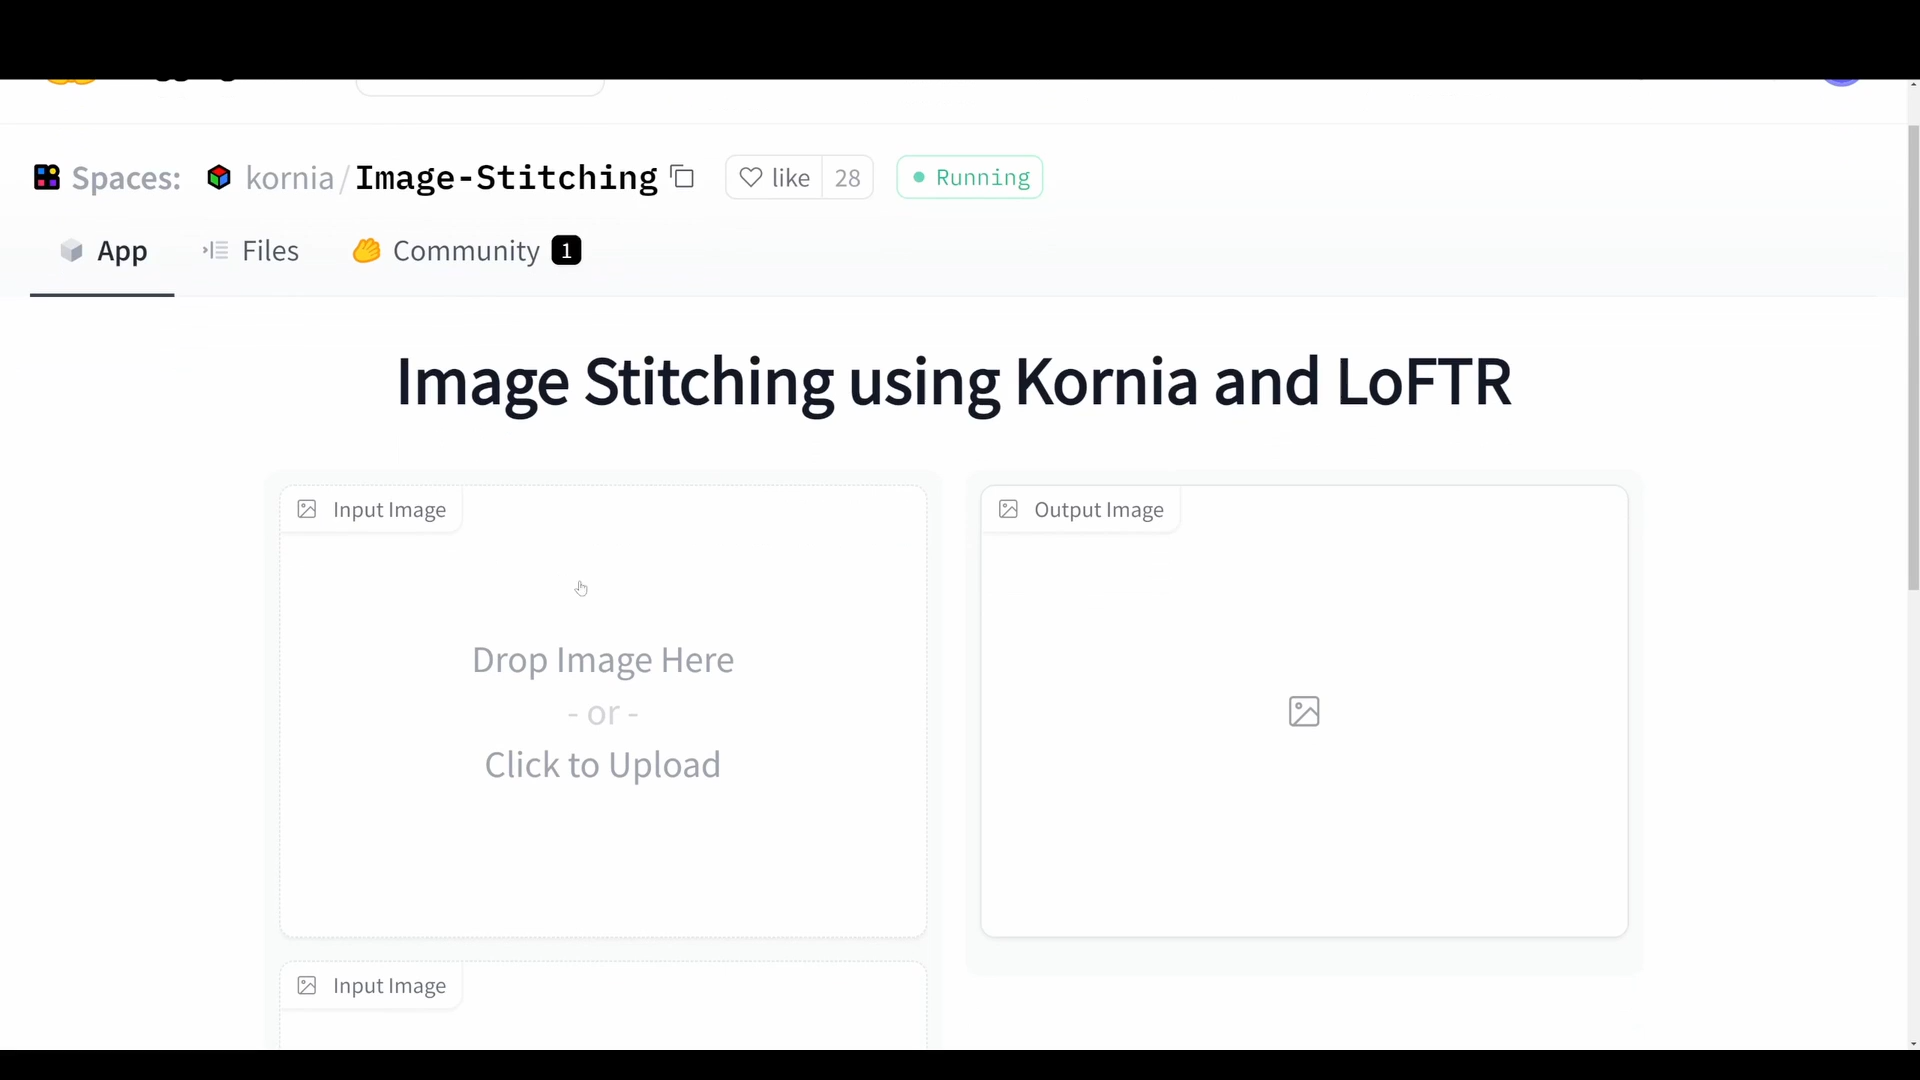 Spaces: kornia/Image-Stitching like 28 Running
App Files Community 1
Image Stitching using Kornia and LoFTR
Input Image
Drop Image Here
- or -
Click to Upload
Output Image
Input Image